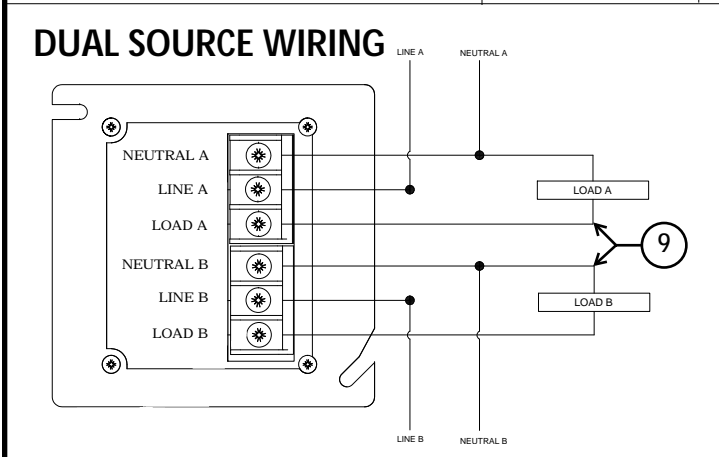 DUAL SOURCE WIRING
LINE A
NEUTRAL A
NEUTRAL A
LINE A
LOAD A
NEUTRAL B
LINE B
LOAD B
LOAD A
9
LOAD B
LINE B
NEUTRAL B